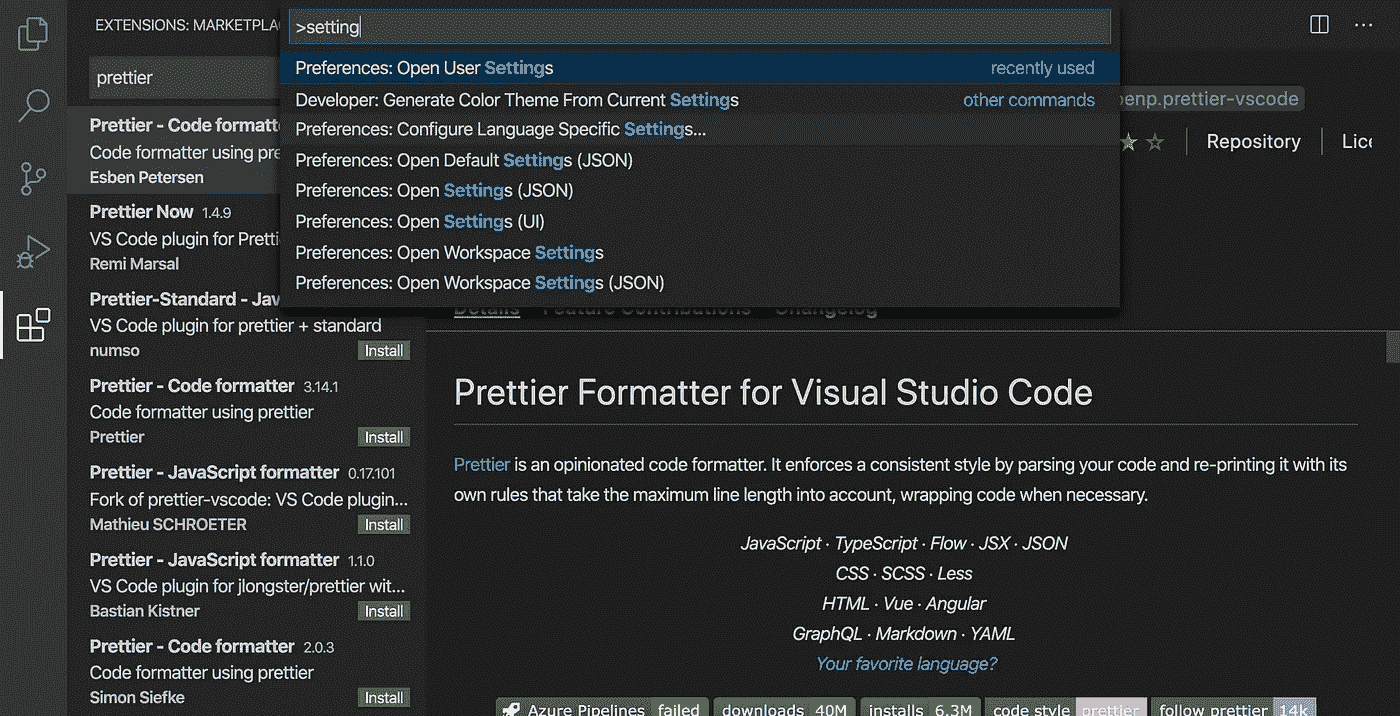 EXTENSIONS: MARKETPLA
>setting
prettier
Preferences: Open User Settings recently used
Developer: Generate Color Theme From Current Settings other commands
Preferences: Configure Language Specific Settings...
Preferences: Open Default Settings (JSON)
Preferences: Open Settings (JSON)
Preferences: Open Settings (UI)
Preferences: Open Workspace Settings
Preferences: Open Workspace Settings (JSON)
Prettier - Code formatte
Code formatter using pre
Esben Petersen
Prettier Now 1.4.9
VS Code plugin for Pretti
Remi Marsal
Prettier-Standard - Jav
VS Code plugin for prettier + standard
numso Install
Prettier - Code formatter 3.14.1
Code formatter using prettier
Prettier Install
Prettier - JavaScript formatter 0.17.101
Fork of prettier-vscode: VS Code plugin...
Mathieu SCHROETER Install
Prettier - JavaScript formatter 1.1.0
VS Code plugin for jlongster/prettier wit...
Bastian Kistner Install
Prettier - Code formatter 2.0.3
Code formatter using prettier
Simon Siefke Install
benp.prettier-vscode
Repository Lice
Details Feature Contributions Changelog
Prettier Formatter for Visual Studio Code
Prettier is an opinionated code formatter. It enforces a consistent style by parsing your code and re-printing it with its
own rules that take the maximum line length into account, wrapping code when necessary.
JavaScript · TypeScript · Flow · JSX · JSON
CSS · SCSS · Less
HTML · Vue · Angular
GraphQL · Markdown · YAML
Your favorite language?
Azure Pipelines failed downloads 40M installs 6.3M code style prettier follow prettier 14k